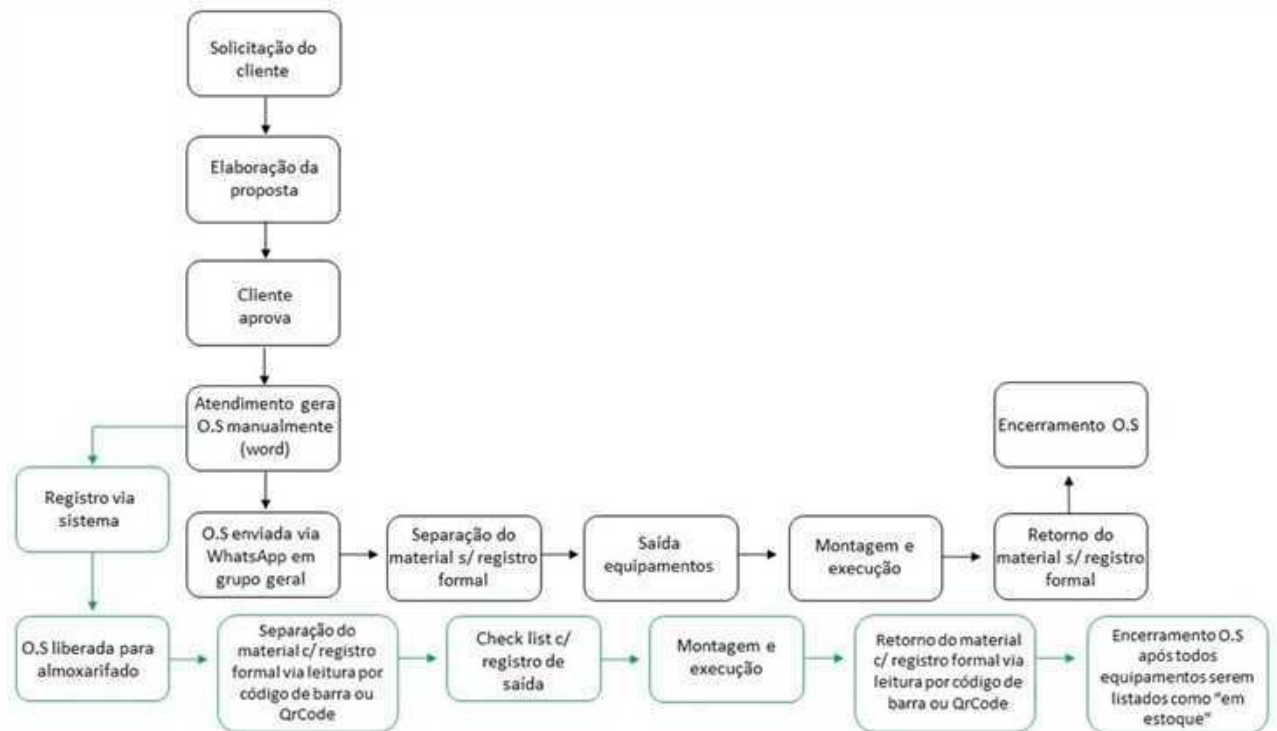 Solicitação do
cliente
Elaboração da
proposta
Cliente
aprova
Atendimento gera
O.S manualmente
(word)
Encerramento O.S
Registro via
sistema
O.S enviada via
WhatsApp em
grupo geral
Separação do
material s/ registro
formal
Saída
equipamentos
Montagem e
execução
Retorno do
material s/ registro
formal
O.S liberada para
almoxarifado
Separação do
material c/ registro
formal via leitura por
código de barra ou
QrCode
Check list c/
registro de
saída
Montagem e
execução
Retorno do material
c/ registro formal via
leitura por código de
barra ou QrCode
Encerramento O.S
após todos
equipamentos serem
listados como “em
estoque”